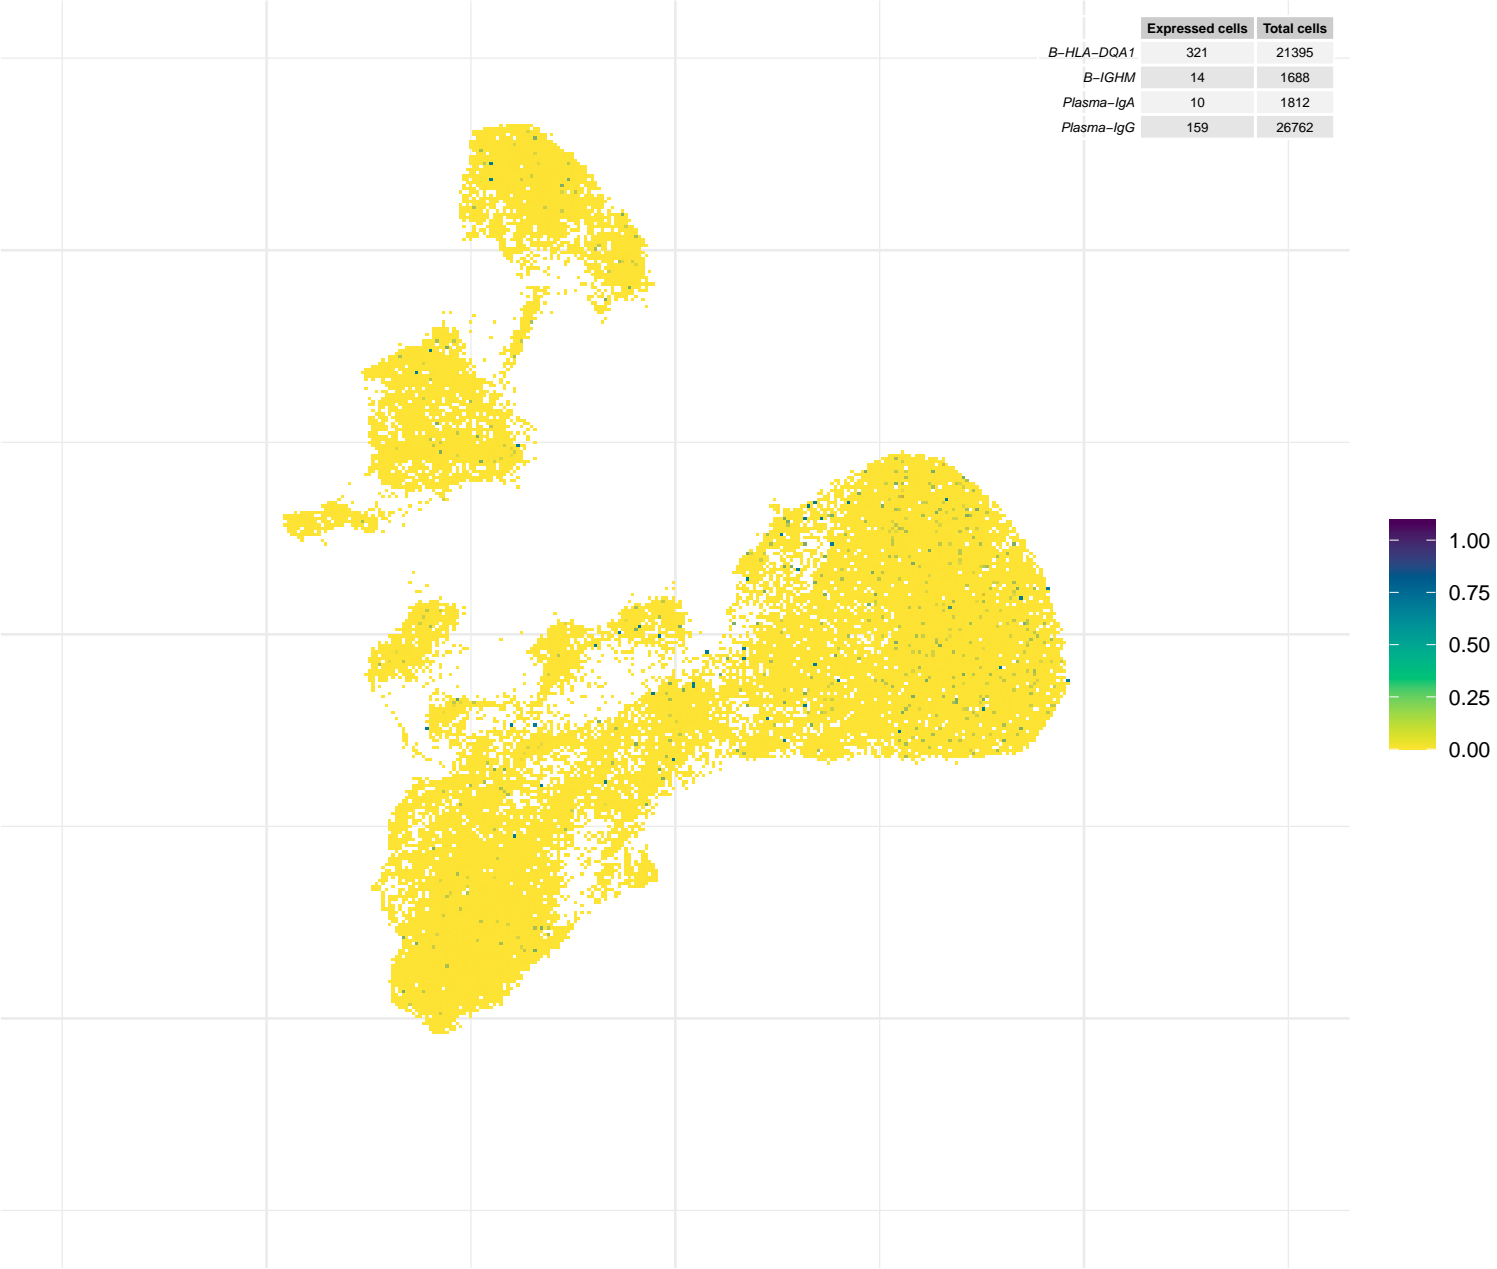 Expressed cells Total cells
B−HLA−DQA1 321 21395
B−IGHM 14 1688
Plasma−IgA 10 1812
Plasma−IgG 159 26762
1.00
0.75
0.50
0.25
0.00